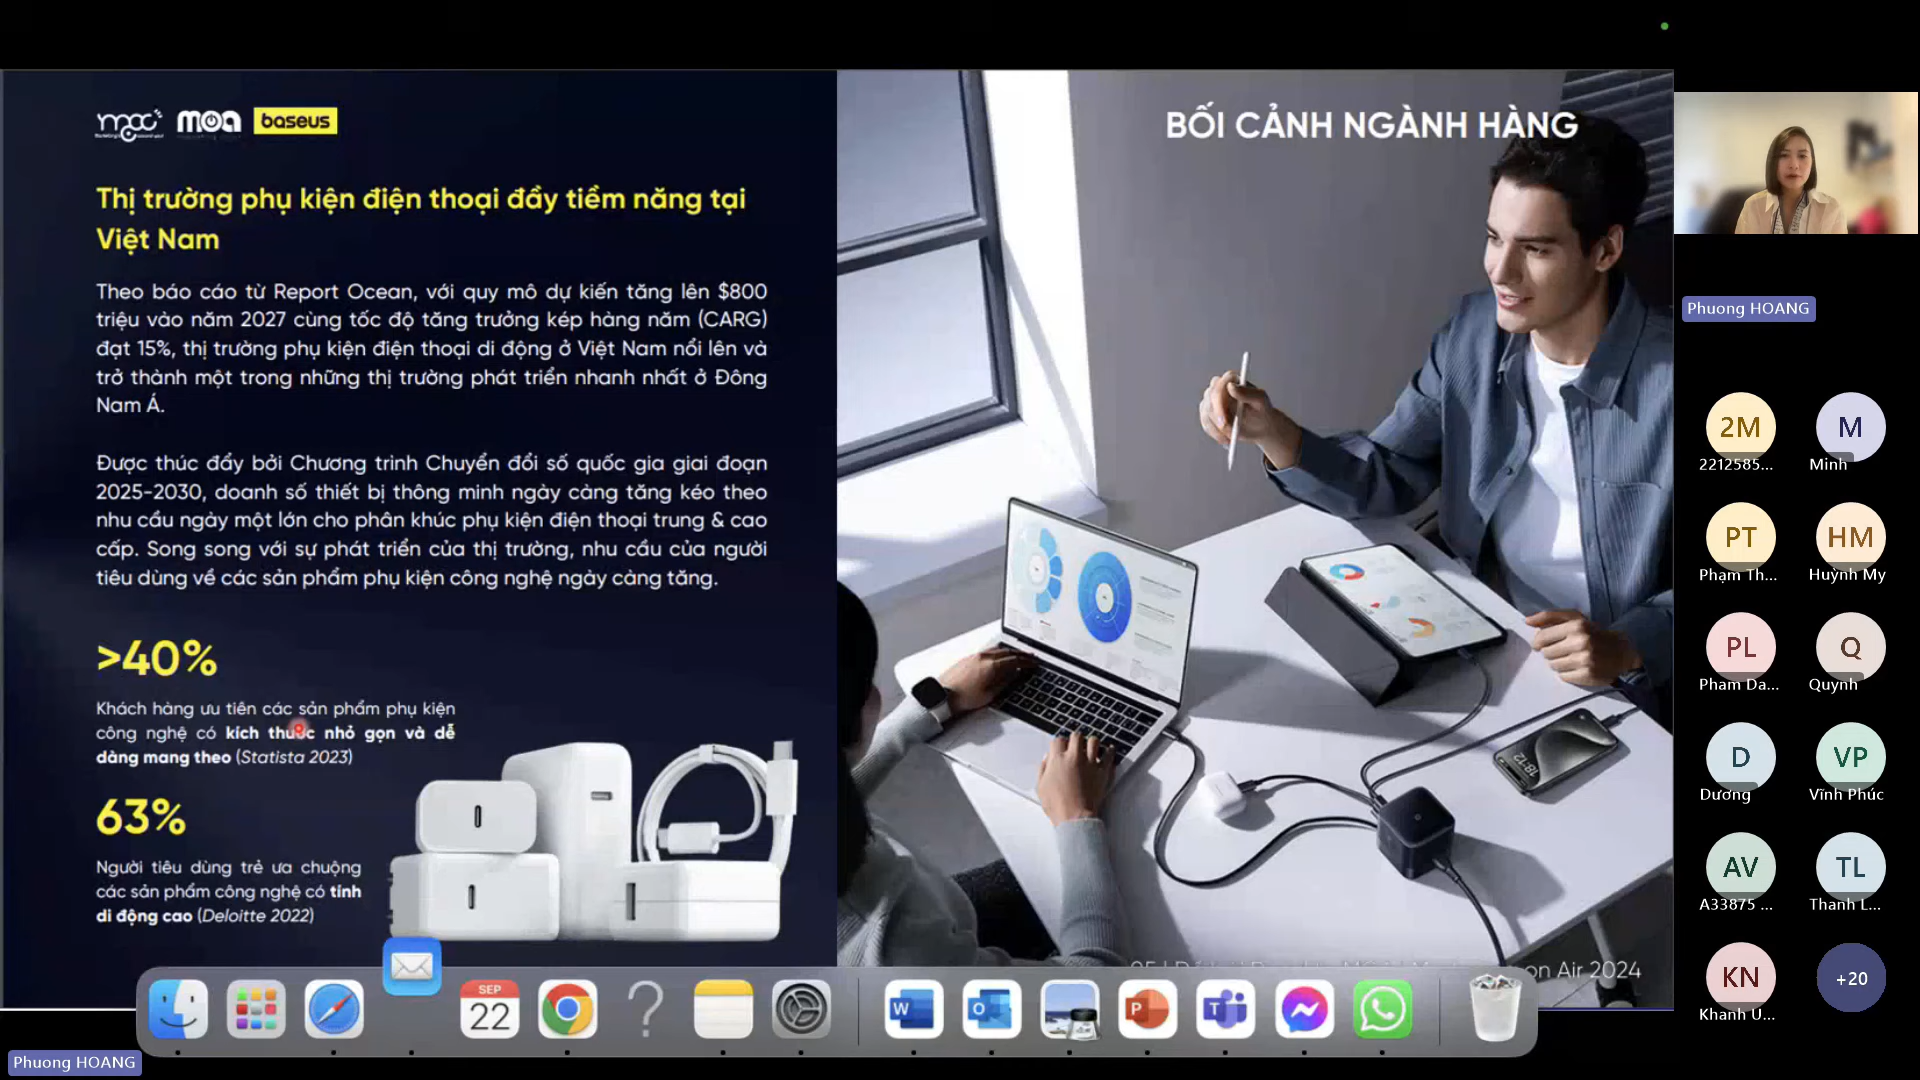 mcc moa baseus
BỐI CẢNH NGÀNH HÀNG
Thị trường phụ kiện điện thoại đầy tiềm năng tại
Việt Nam
Theo báo cáo từ Report Ocean, với quy mô dự kiến tăng lên $800
triệu vào năm 2027 cùng tốc độ tăng trưởng kép hàng năm (CARG)
đạt 15%, thị trường phụ kiện điện thoại di động ở Việt Nam nổi lên và
trở thành một trong những thị trường phát triển nhanh nhất ở Đông
Nam Á.
Được thúc đẩy bởi Chương trình Chuyển đổi số quốc gia giai đoạn
2025-2030, doanh số thiết bị thông minh ngày càng tăng kéo theo
nhu cầu ngày một lớn cho phân khúc phụ kiện điện thoại trung & cao
cấp. Song song với sự phát triển của thị trường, nhu cầu của người
tiêu dùng về các sản phẩm phụ kiện công nghệ ngày càng tăng.
>40%
Khách hàng ưu tiên các sản phẩm phụ kiện
công nghệ có kích thước nhỏ gọn và dễ
dàng mang theo (Statista 2023)
63%
Người tiêu dùng trẻ ưa chuộng
các sản phẩm công nghệ có tính
di động cao (Deloitte 2022)
18:12
on Air 2024
SEP
22
W
O
P
T
Phuong HOANG
Phuong HOANG
2M
2212585...
M
Minh
PT
Phạm Th...
HM
Huỳnh My
PL
Pham Da...
Q
Quynh
D
Dương
VP
Vĩnh Phúc
AV
A33875 ...
TL
Thanh L...
KN
Khanh U...
+20